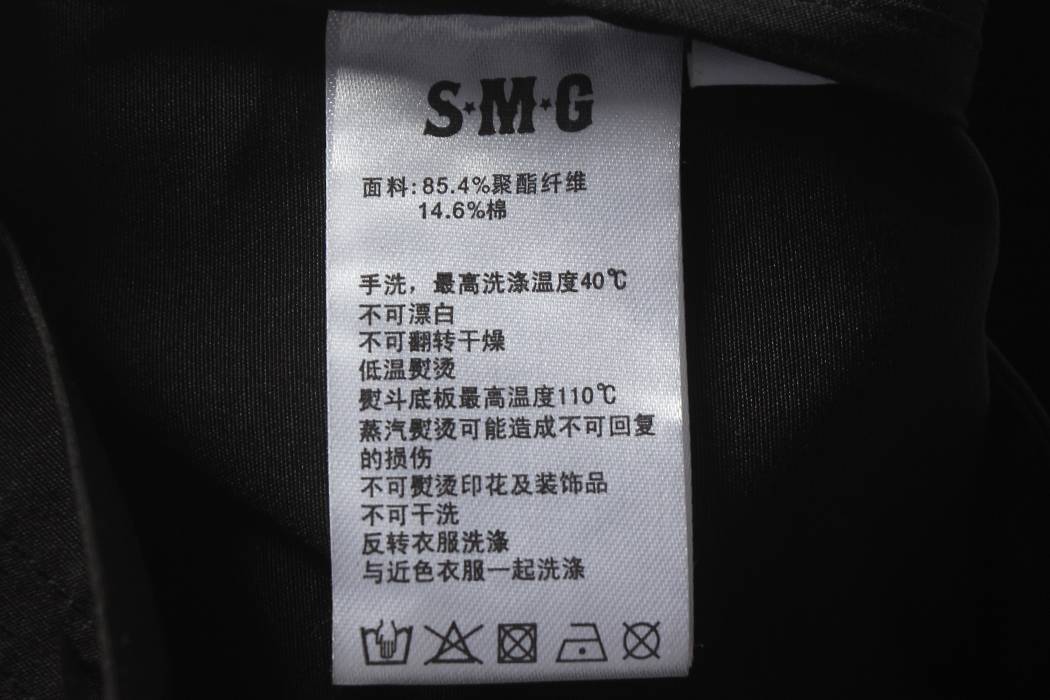 S★M★G
面料:85.4%聚酯纤维
14.6%棉
手洗，最高洗涤温度40℃
不可漂白
不可翻转干燥
低温熨烫
熨斗底板最高温度110℃
蒸汽熨烫可能造成不可回复
的损伤
不可熨烫印花及装饰品
不可干洗
反转衣服洗涤
与近色衣服一起洗涤